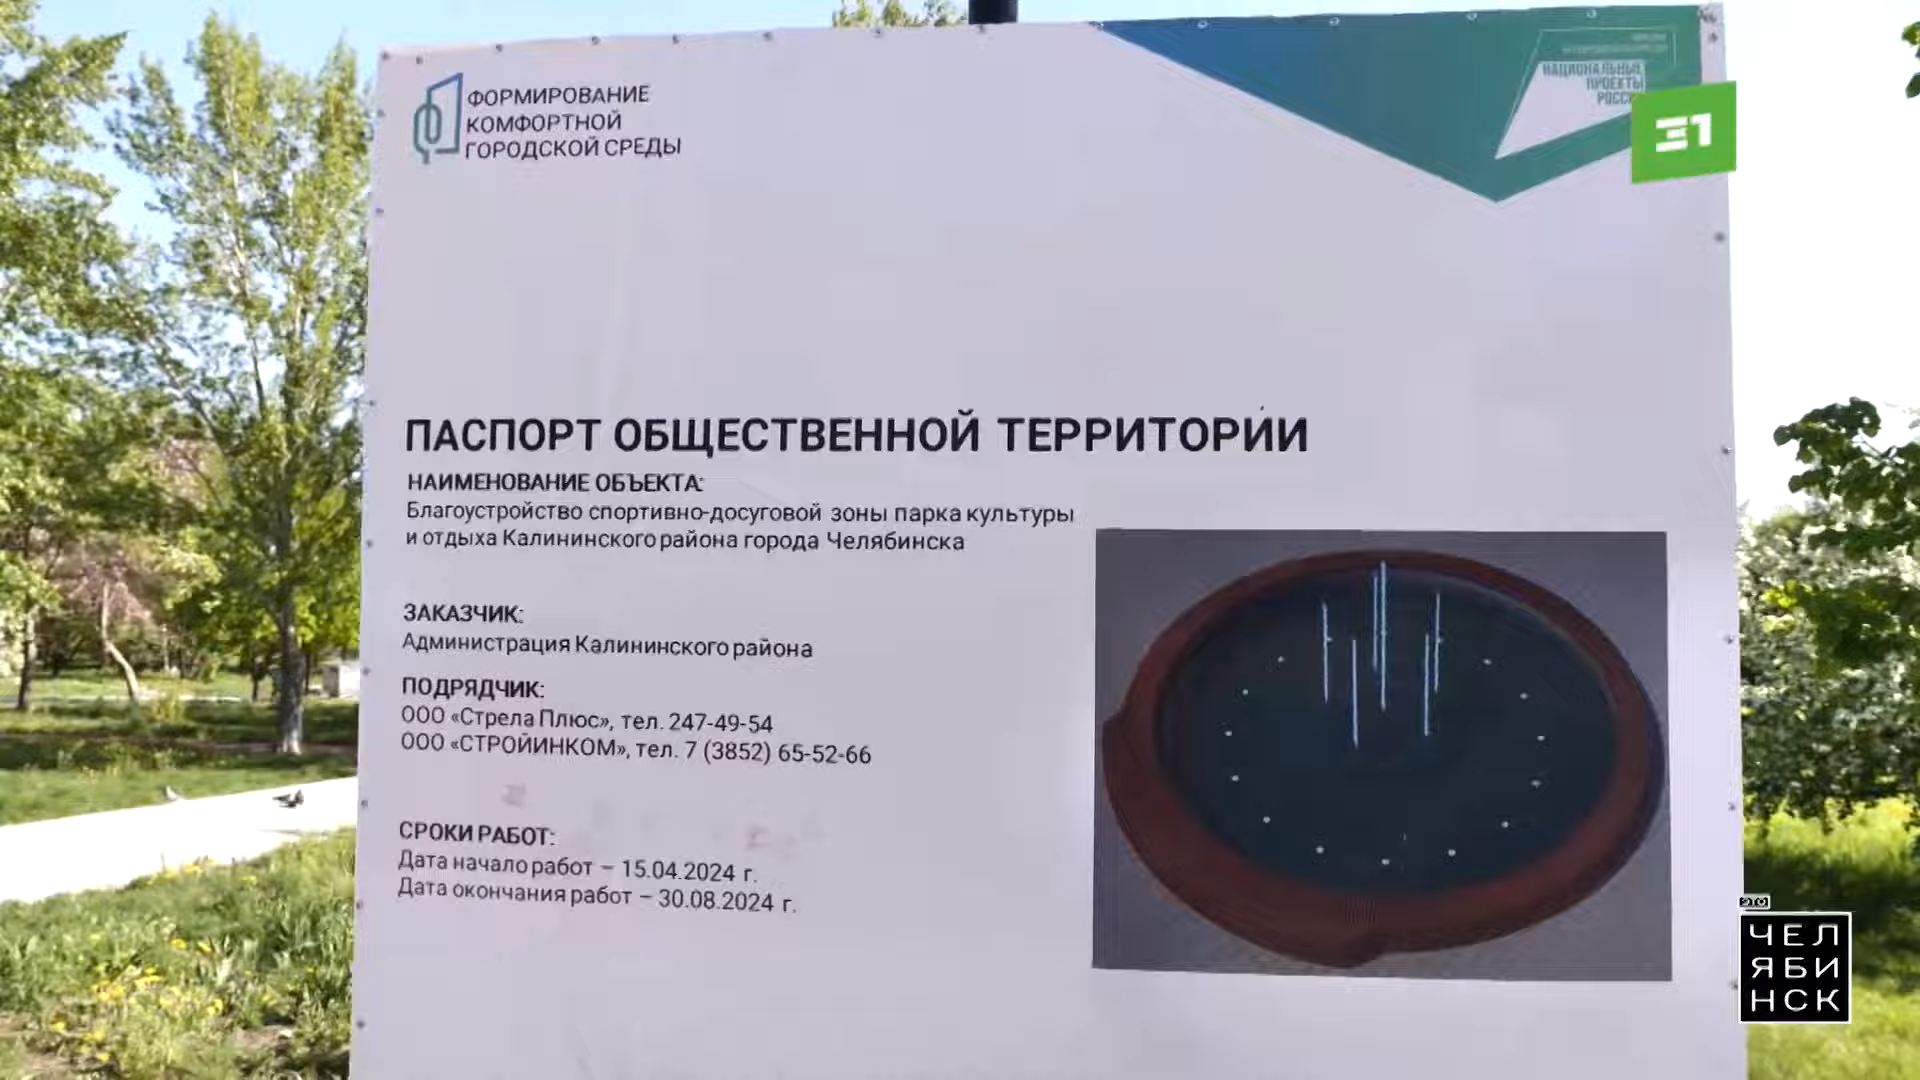 ФОРМИРОВАНИЕ
КОМФОРТНОЙ
ГОРОДСКОЙ СРЕДЫ
НАЦИОНАЛЬНЫЕ
ПРОЕКТЫ
РОССИИ
31
ПАСПОРТ ОБЩЕСТВЕННОЙ ТЕРРИТОРИИ
НАИМЕНОВАНИЕ ОБЪЕКТА:
Благоустройство спортивно-досуговой зоны парка культуры
и отдыха Калининского района города Челябинска
ЗАКАЗЧИК:
Администрация Калининского района
ПОДРЯДЧИК:
ООО «Стрела Плюс», тел. 247-49-54
ООО «СТРОЙИНКОМ», тел. 7 (3852) 65-52-66
СРОКИ РАБОТ:
Дата начало работ – 15.04.2024 г.
Дата окончания работ – 30.08.2024 г.
ЭТО
ЧЕЛ
ЯБИ
НСК